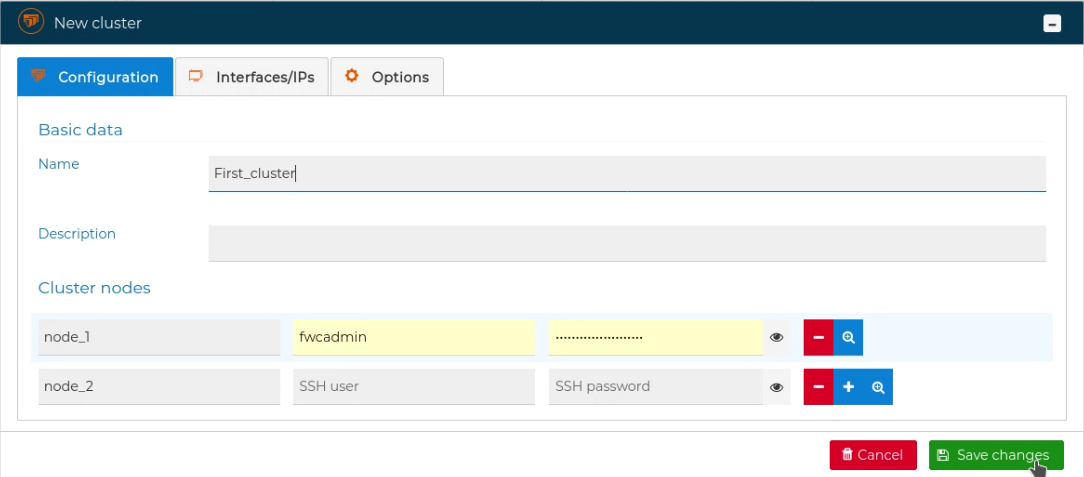 New cluster
Configuration Interfaces/IPs Options
Basic data
Name
First_cluster
Description
Cluster nodes
node_1 fwcadmin
node_2 SSH user SSH password
Cancel Save changes